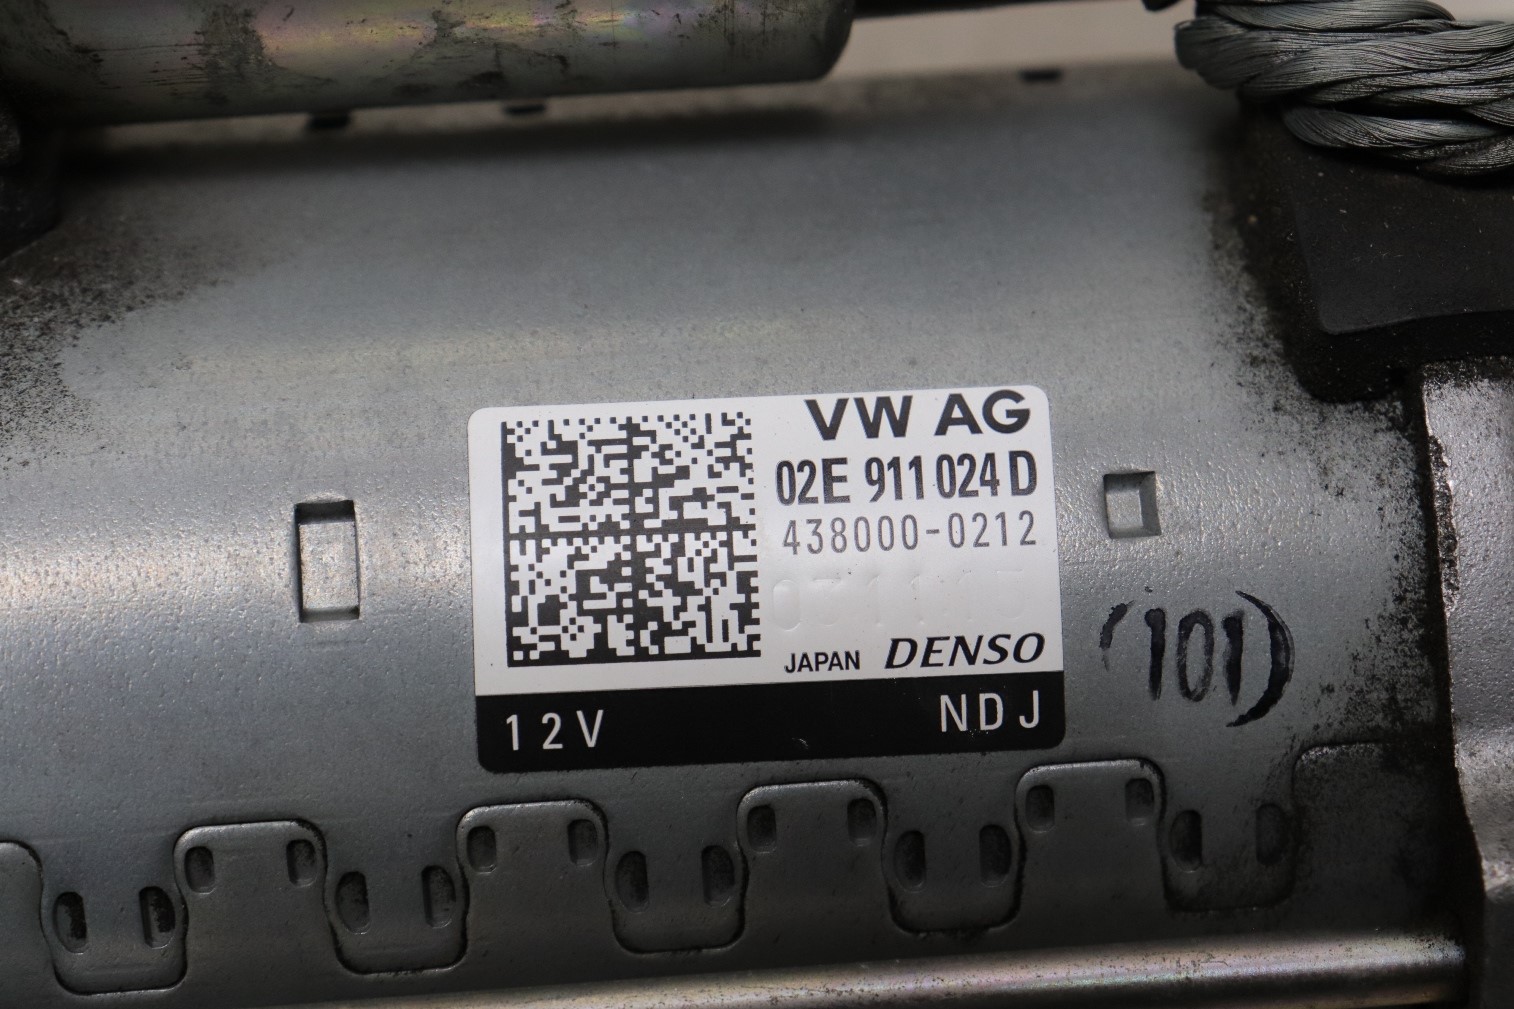 VW AG
02E 911 024 D
438000-0212
JAPAN DENSO
12V NDJ
(101)